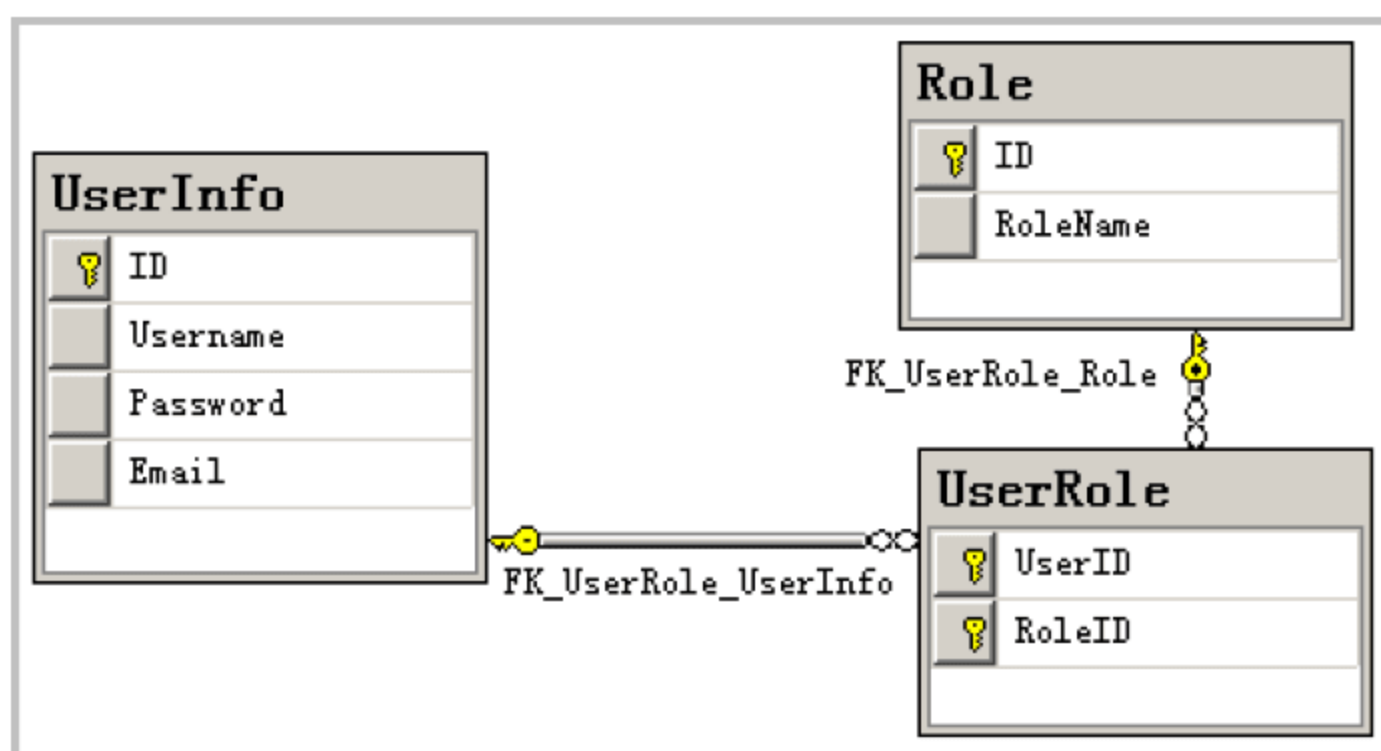 UserInfo
ID
Username
Password
Email
Role
ID
RoleName
FK_UserRole_Role
FK_UserRole_UserInfo
UserRole
UserID
RoleID